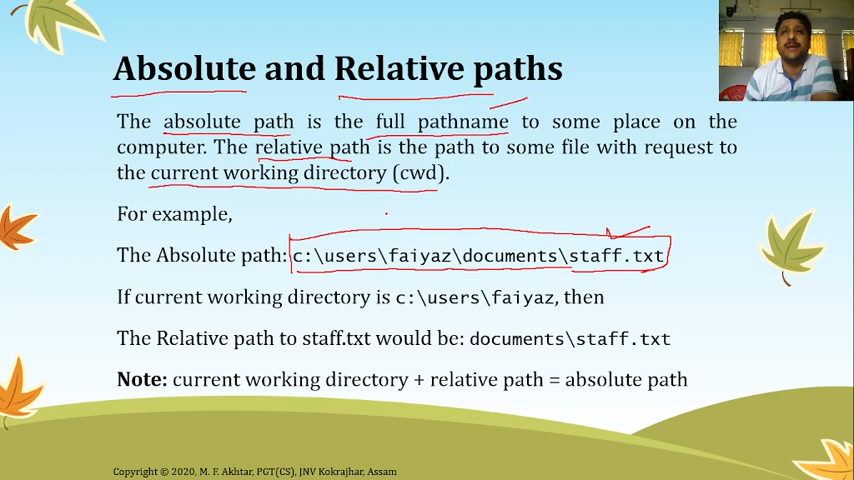 Absolute and Relative paths
The absolute path is the full pathname to some place on the
computer. The relative path is the path to some file with request to
the current working directory (cwd).
For example,
The Absolute path: c:\users\faiyaz\documents\staff.txt
If current working directory is c:\users\faiyaz, then
The Relative path to staff.txt would be: documents\staff.txt
Note: current working directory + relative path = absolute path
Copyright © 2020, M. F. Akhtar, PGT(CS), JNV Kokrajhar, Assam